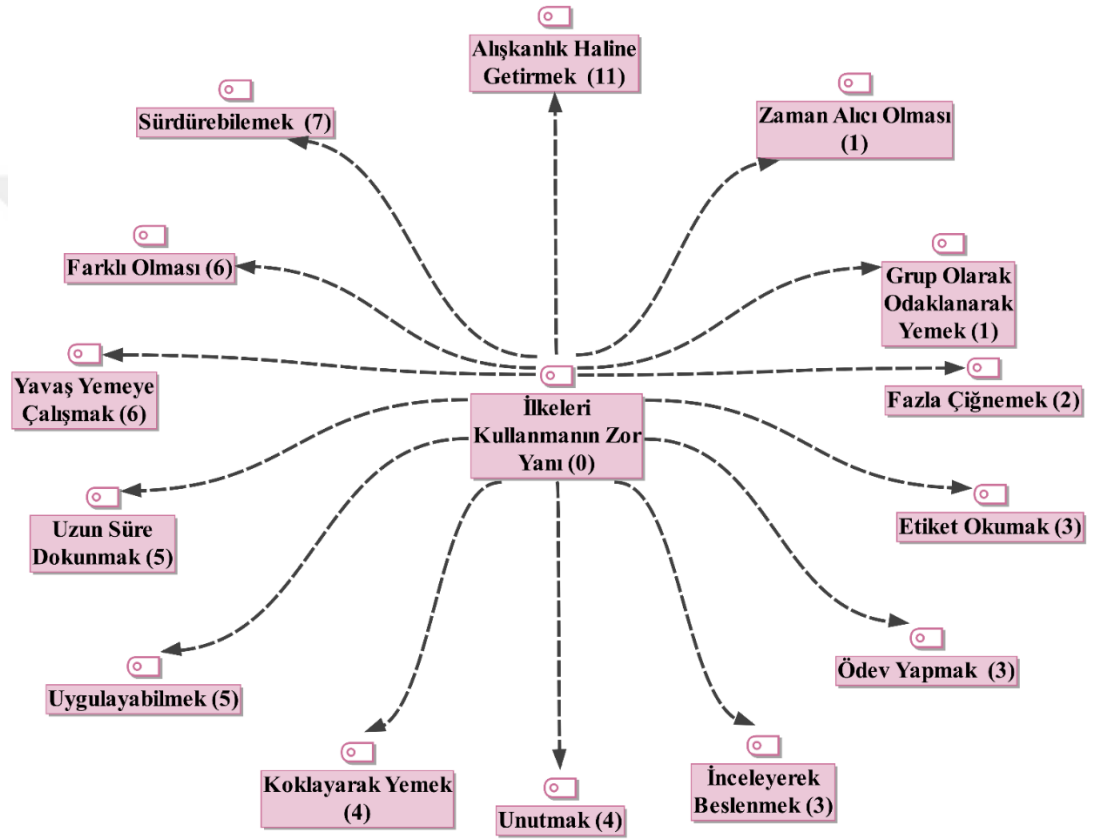 Alışkanlık Haline
Getirmek (11)
Sürdürebilemek (7)
Zaman Alıcı Olması
(1)
Farklı Olması (6)
Grup Olarak
Odaklanarak
Yemek (1)
Yavaş Yemeye
Çalışmak (6)
Fazla Çiğnemek (2)
İlkeleri
Kullanmanın Zor
Yanı (0)
Uzun Süre
Dokunmak (5)
Etiket Okumak (3)
Uygulayabilmek (5)
Ödev Yapmak (3)
Koklayarak Yemek
(4)
Unutmak (4)
İnceleyerek
Beslenmek (3)